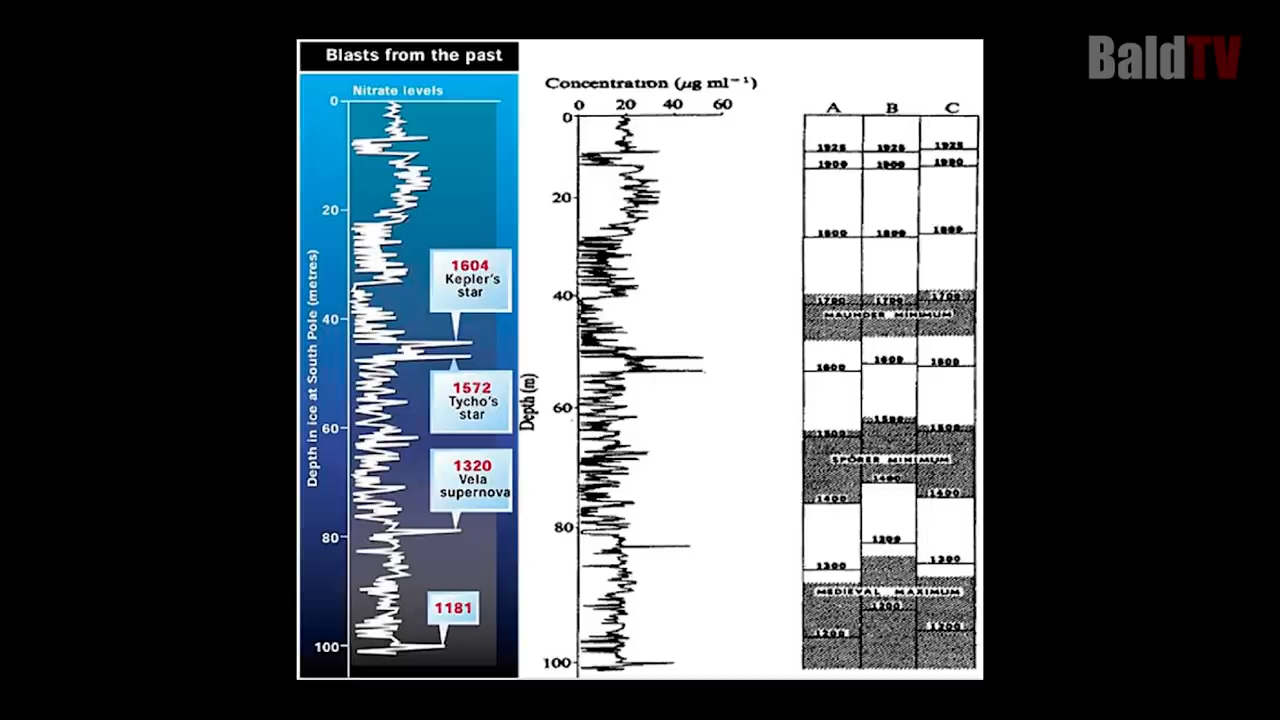 BaldTV
Blasts from the past
Nitrate levels
0
20
40
60
80
100
Depth in ice at South Pole (metres)
1604
Kepler's
star
1572
Tycho's
star
1320
Vela
supernova
1181
Concentration (μg ml⁻¹)
0 20 40 60
0
20
40
60
80
100
Depth (m)
A B C
1925 1925 1925
1900 1900 1900
1800 1800 1800
1700 1700 1700
MAUNDER MINIMUM
1600 1600 1600
1500 1500 1500
SPÖRER MINIMUM
1400 1400 1400
1300 1300
MEDIEVAL MAXIMUM
1200 1200 1200